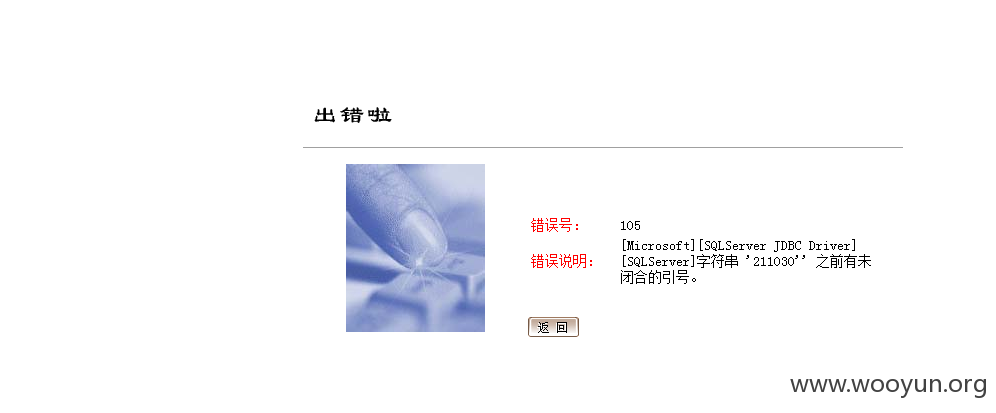 出错啦
错误号： 105
[Microsoft][SQLServer JDBC Driver]
错误说明： [SQLServer]字符串 '211030'' 之前有未
闭合的引号。
返 回
www.wooyun.org